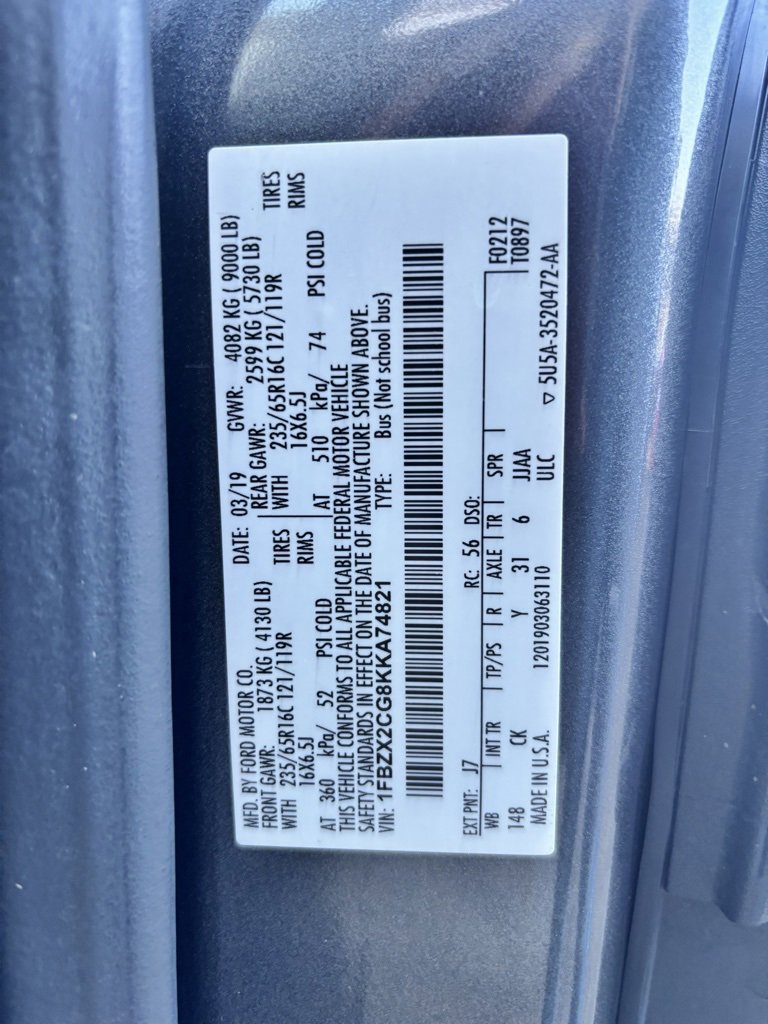 MFD. BY FORD MOTOR CO.
DATE: 03/19 GVWR: 4082 KG ( 9000 LB)
FRONT GAWR: 1873 KG ( 4130 LB) REAR GAWR: 2599 KG ( 5730 LB)
WITH 235/65R16C 121/119R TIRES WITH 235/65R16C 121/119R TIRES
16X6.5J RIMS 16X6.5J RIMS
AT 360 kPa/ 52 PSI COLD AT 510 kPa/ 74 PSI COLD
THIS VEHICLE CONFORMS TO ALL APPLICABLE FEDERAL MOTOR VEHICLE
SAFETY STANDARDS IN EFFECT ON THE DATE OF MANUFACTURE SHOWN ABOVE.
VIN: 1FBZX2CG8KKA74821 TYPE: Bus (Not school bus)
EXT PNT: J7 RC: 56 DSO: F0212
WB INT TR TP/PS R AXLE TR SPR T0897
148 CK Y 31 6 JJAA
MADE IN U.S.A. 1201903063110 ULC ▽ 5U5A-3520472-AA